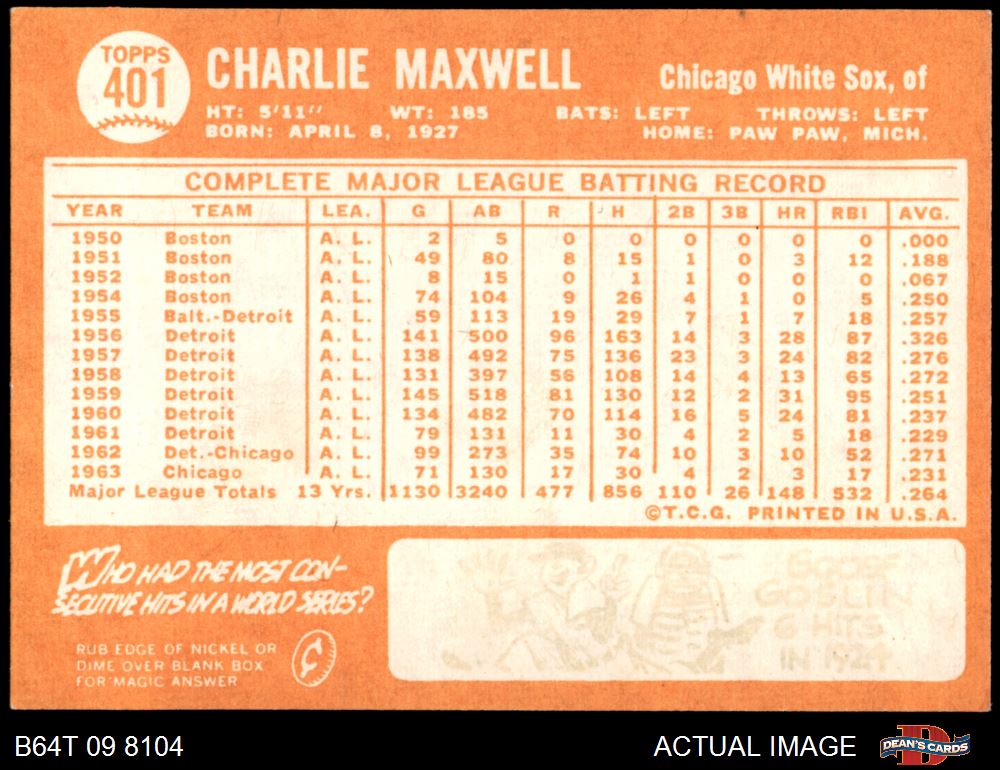 TOPPS
401
CHARLIE MAXWELL
Chicago White Sox, of
HT: 5'11" WT: 185 BATS: LEFT THROWS: LEFT
BORN: APRIL 8, 1927 HOME: PAW PAW, MICH.
COMPLETE MAJOR LEAGUE BATTING RECORD
YEAR TEAM LEA. G AB R H 2B 3B HR RBI AVG.
1950 Boston A. L. 2 5 0 0 0 0 0 0 .000
1951 Boston A. L. 49 80 8 15 1 0 3 12 .188
1952 Boston A. L. 8 15 0 1 1 0 0 0 .067
1954 Boston A. L. 74 104 9 26 4 1 0 5 .250
1955 Balt.-Detroit A. L. 59 113 19 29 7 1 7 18 .257
1956 Detroit A. L. 141 500 96 163 14 3 28 87 .326
1957 Detroit A. L. 138 492 75 136 23 3 24 82 .276
1958 Detroit A. L. 131 397 56 108 14 4 13 65 .272
1959 Detroit A. L. 145 518 81 130 12 2 31 95 .251
1960 Detroit A. L. 134 482 70 114 16 5 24 81 .237
1961 Detroit A. L. 79 131 11 30 4 2 5 18 .229
1962 Det.-Chicago A. L. 99 273 35 74 10 3 10 52 .271
1963 Chicago A. L. 71 130 17 30 4 2 3 17 .231
Major League Totals 13 Yrs. 1130 3240 477 856 110 26 148 532 .264
©T.C.G. PRINTED IN U.S.A.
WHO HAD THE MOST CON-
SECUTIVE HITS IN A WORLD SERIES?
RUB EDGE OF NICKEL OR
DIME OVER BLANK BOX
FOR MAGIC ANSWER
GOOSE
GOSLIN
6 HITS
IN 1924
B64T 09 8104
ACTUAL IMAGE
DEAN'S CARDS